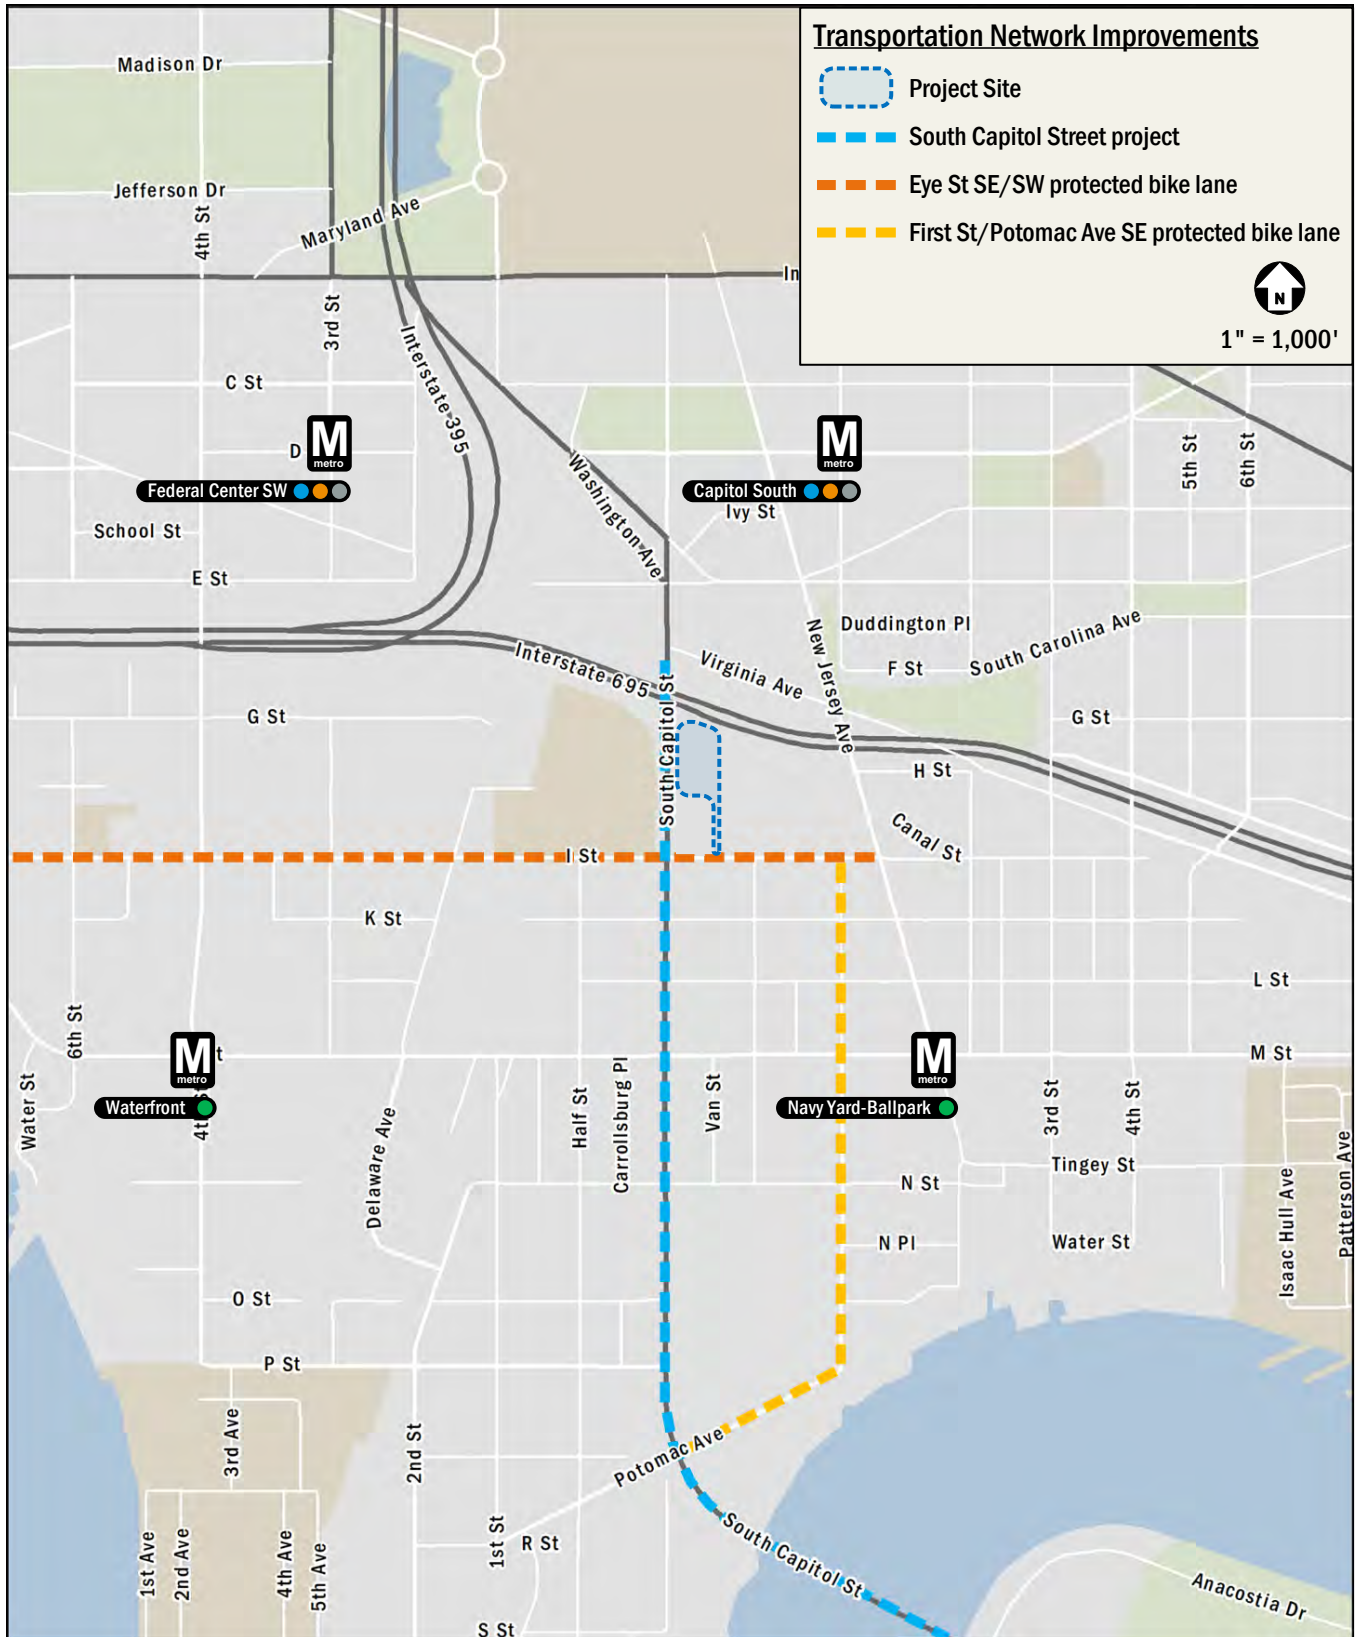 Transportation Network Improvements
Project Site
South Capitol Street project
Eye St SE/SW protected bike lane
First St/Potomac Ave SE protected bike lane
N
1" = 1,000'
Madison Dr
Jefferson Dr
4th St
Maryland Ave
In
3rd St
Interstate 395
C St
D
M
metro
Federal Center SW
M
metro
Capitol South
5th St
6th St
Washington Ave
Ivy St
School St
E St
Duddington Pl
South Carolina Ave
New Jersey Ave
F St
Interstate 695
Virginia Ave
South Capitol St
G St
G St
H St
Canal St
I St
K St
L St
6th St
M
metro
t
Waterfront
4th St
M
metro
Navy Yard-Ballpark
M St
Water St
Half St
Carrollsburg Pl
Van St
3rd St
4th St
Delaware Ave
Tingey St
N St
Isaac Hull Ave
Patterson Ave
N Pl
Water St
O St
P St
3rd Ave
2nd St
Potomac Ave
1st St
R St
South Capitol St
1st Ave
2nd Ave
4th Ave
5th Ave
Anacostia Dr
S St